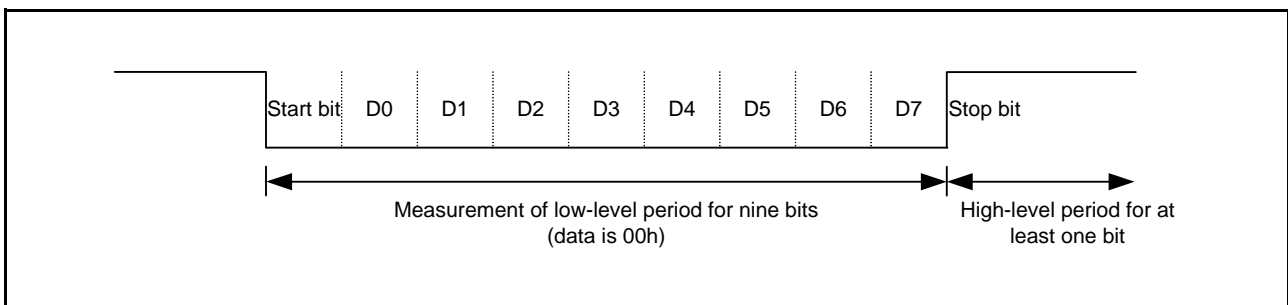 Start bit D0 D1 D2 D3 D4 D5 D6 D7 Stop bit
Measurement of low-level period for nine bits
(data is 00h)
High-level period for at
least one bit